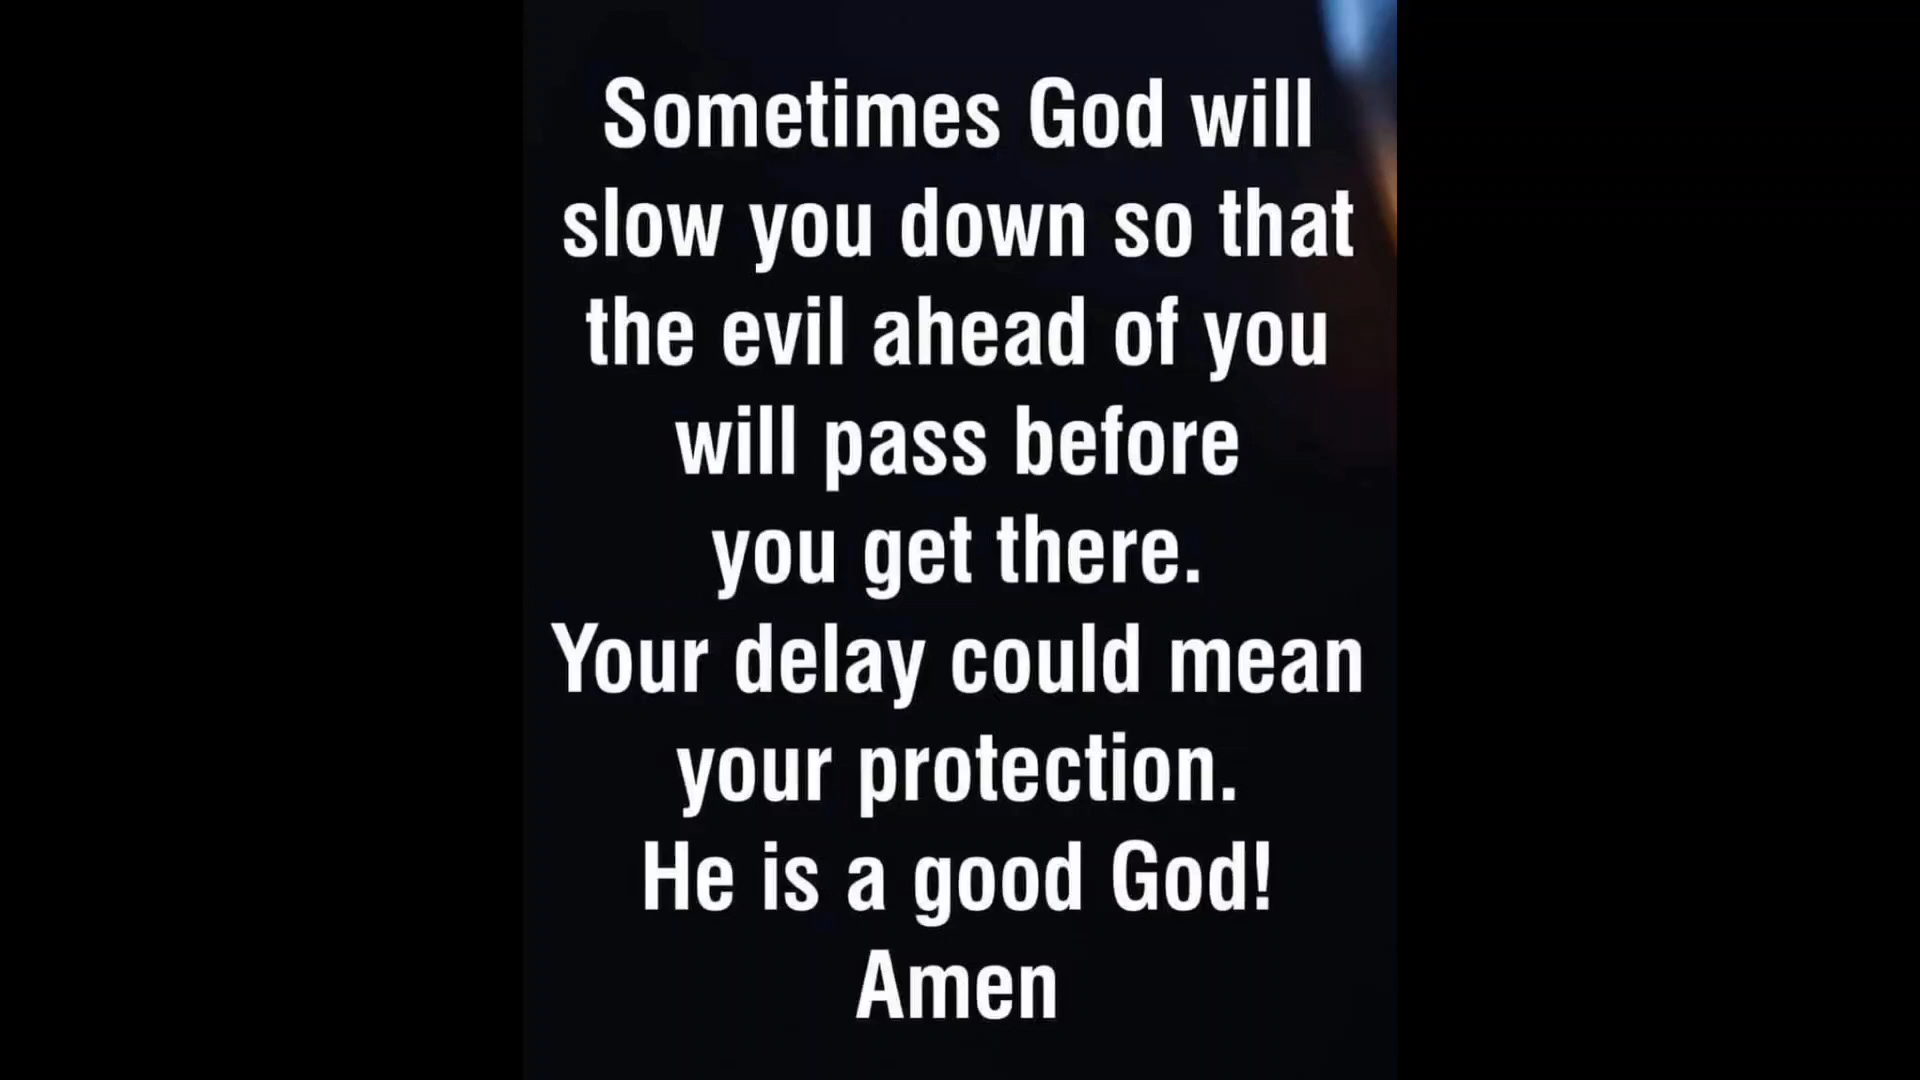 Sometimes God will
slow you down so that
the evil ahead of you
will pass before
you get there.
Your delay could mean
your protection.
He is a good God!
Amen